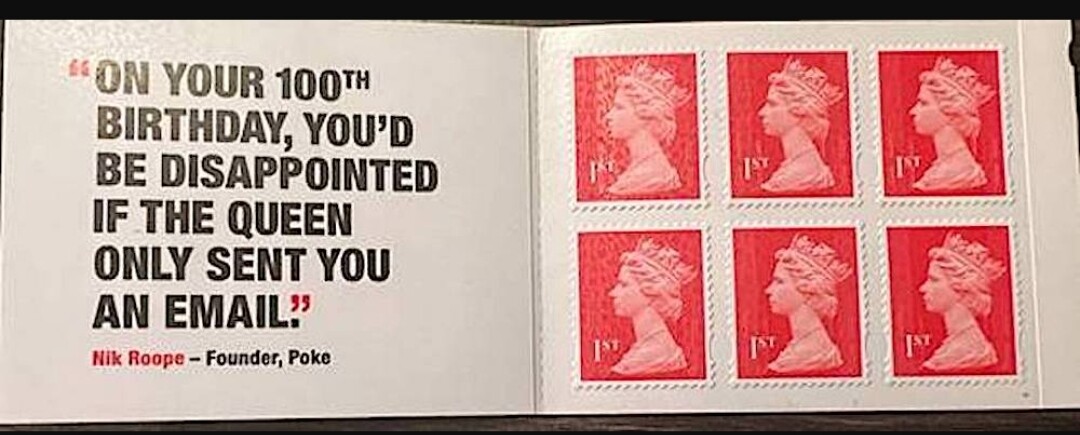 “ON YOUR 100TH
BIRTHDAY, YOU’D
BE DISAPPOINTED
IF THE QUEEN
ONLY SENT YOU
AN EMAIL.”
Nik Roope – Founder, Poke
1ST
1ST
1ST
1ST
1ST
1ST